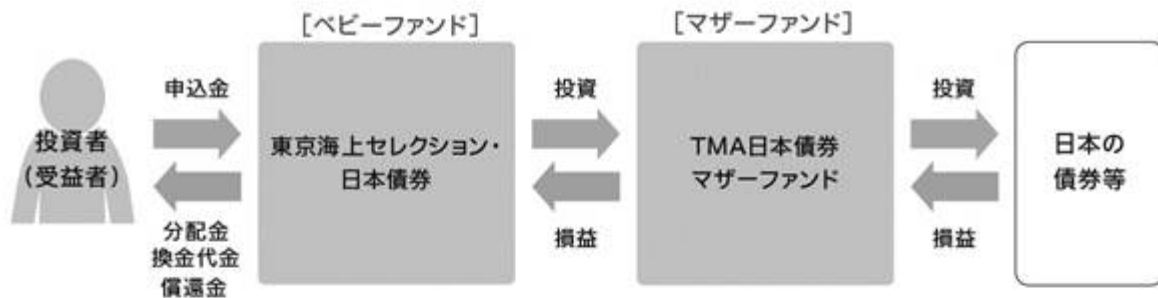 [ベビーファンド]
[マザーファンド]
投資者
（受益者）
申込金
分配金
換金代金
償還金
東京海上セレクション・
日本債券
投資
損益
TMA日本債券
マザーファンド
投資
損益
日本の
債券等